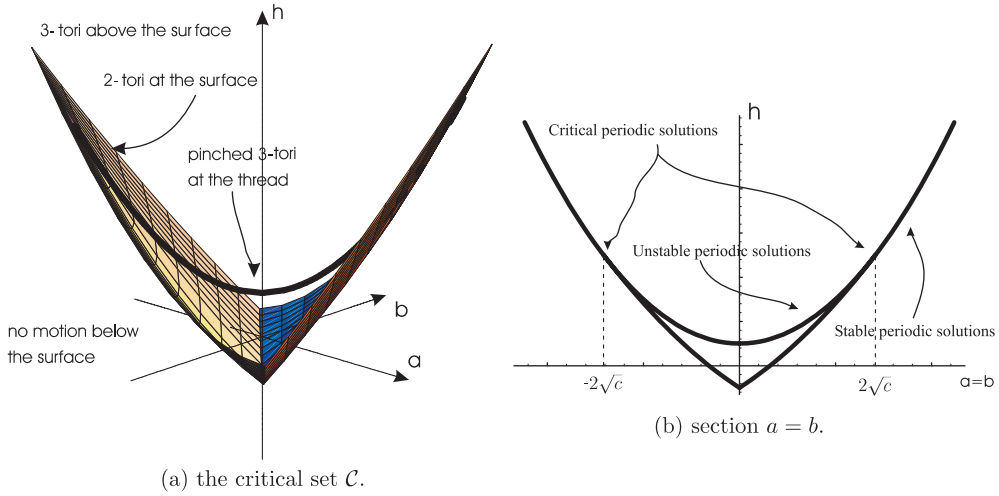 h
3- tori above the surface
2- tori at the surface
pinched 3-tori
at the thread
b
no motion below
the surface
a
(a) the critical set $\mathcal{C}$.
h
Critical periodic solutions
Unstable periodic solutions
Stable periodic solutions
-2√c
2√c
a=b
(b) section a = b.